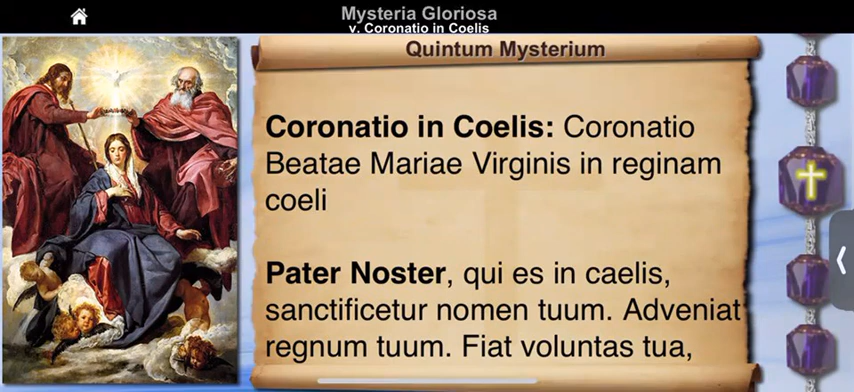 Mysteria Gloriosa
v. Coronatio in Coelis
Quintum Mysterium
Coronatio in Coelis: Coronatio
Beatae Mariae Virginis in reginam
coeli
Pater Noster, qui es in caelis,
sanctificetur nomen tuum. Adveniat
regnum tuum. Fiat voluntas tua,